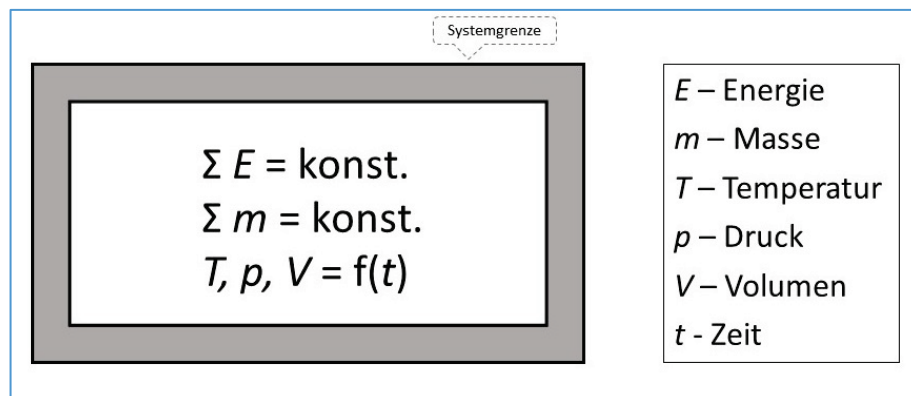 Systemgrenze
Σ E = konst.
Σ m = konst.
T, p, V = f(t)
E – Energie
m – Masse
T – Temperatur
p – Druck
V – Volumen
t - Zeit